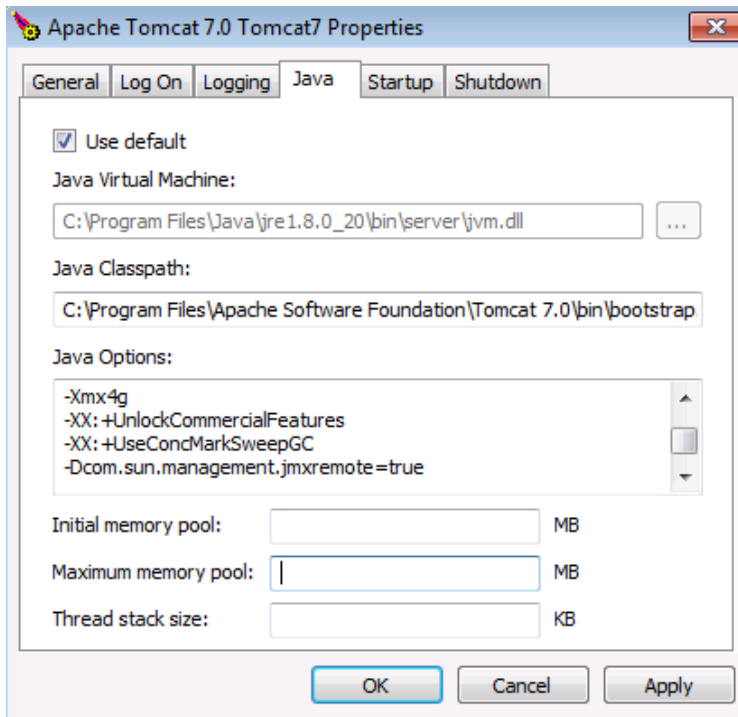 Apache Tomcat 7.0 Tomcat7 Properties
General Log On Logging Java Startup Shutdown
Use default
Java Virtual Machine:
C:\Program Files\Java\jre1.8.0_20\bin\server\jvm.dll ...
Java Classpath:
C:\Program Files\Apache Software Foundation\Tomcat 7.0\bin\bootstrap.
Java Options:
-Xmx4g
-XX:+UnlockCommercialFeatures
-XX:+UseConcMarkSweepGC
-Dcom.sun.management.jmxremote=true
Initial memory pool: MB
Maximum memory pool: MB
Thread stack size: KB
OK Cancel Apply